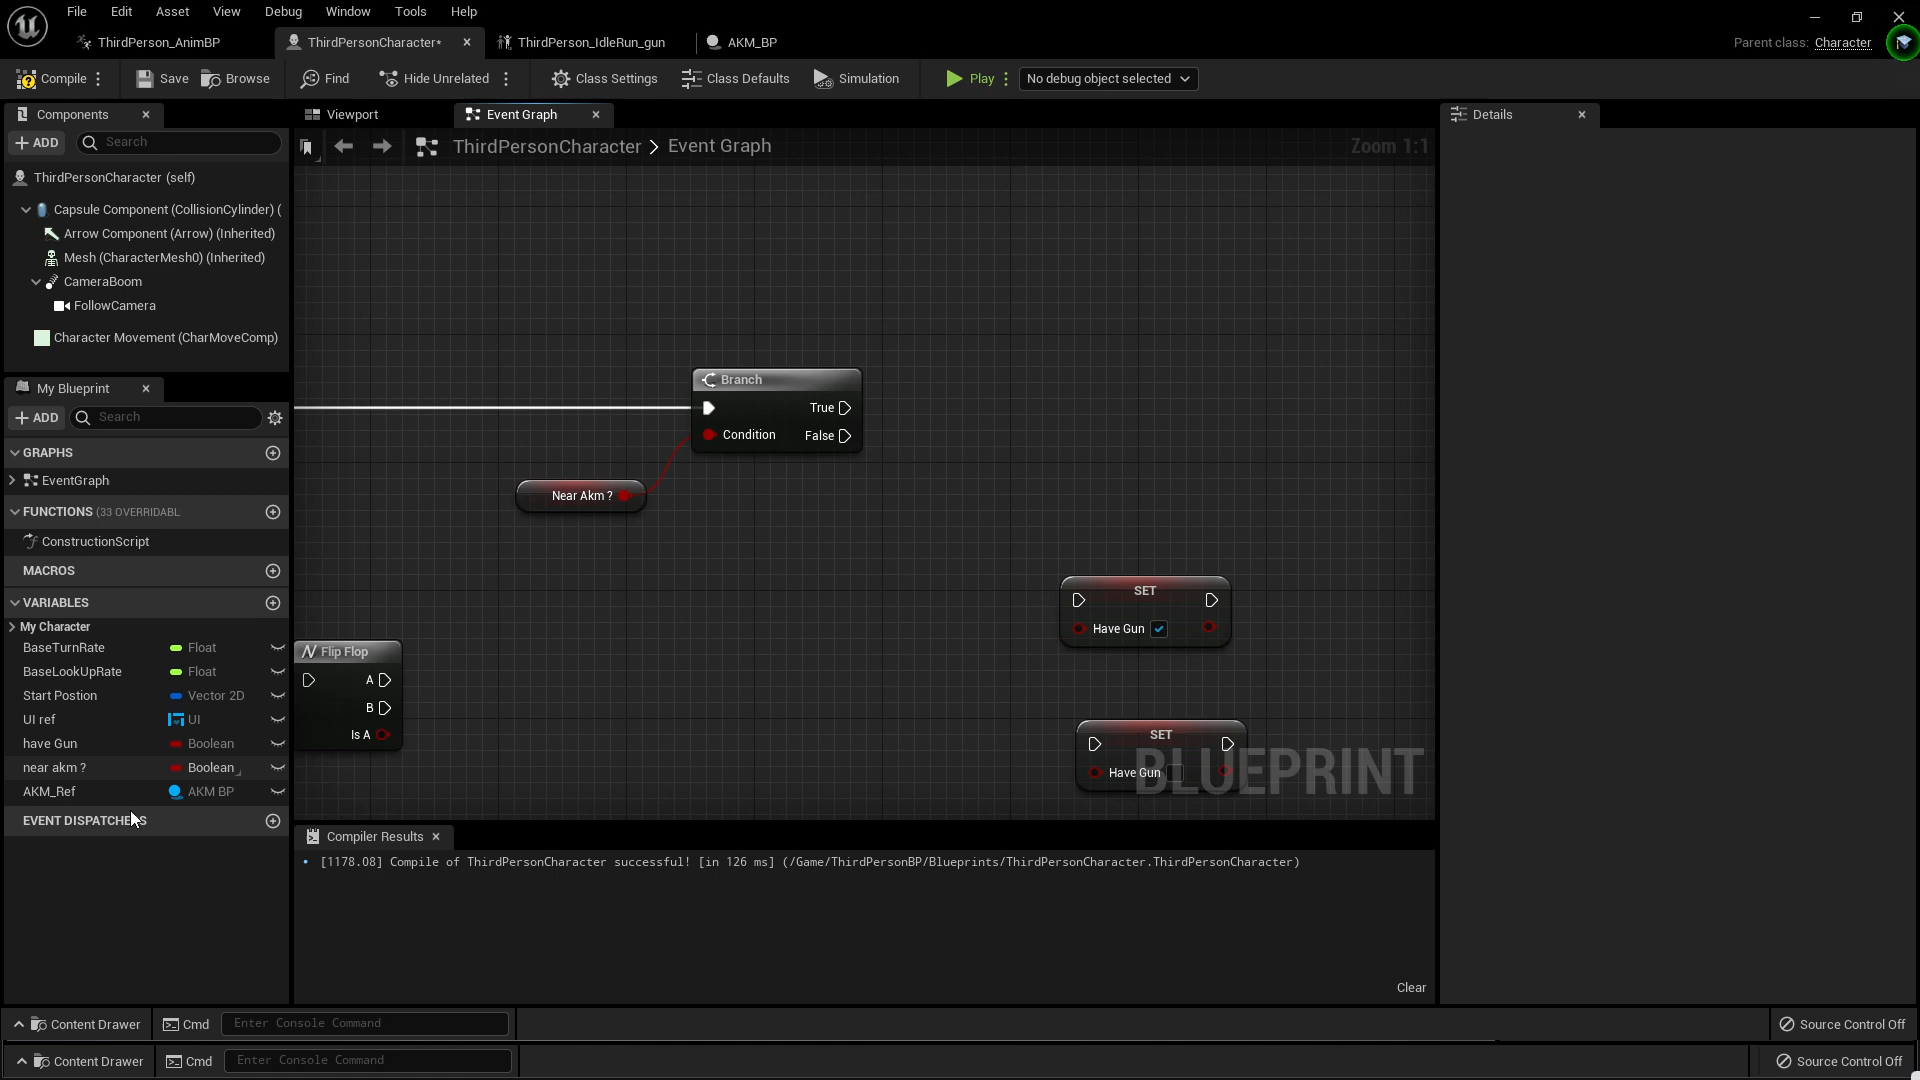 File Edit Asset View Debug Window Tools Help
ThirdPerson_AnimBP ThirdPersonCharacter* ThirdPerson_IdleRun_gun AKM_BP Parent class: Character
Compile Save Browse Find Hide Unrelated Class Settings Class Defaults Simulation Play No debug object selected
Components Viewport Event Graph Details
ADD Search
ThirdPersonCharacter > Event Graph Zoom 1:1
ThirdPersonCharacter (self)
Capsule Component (CollisionCylinder) (
Arrow Component (Arrow) (Inherited)
Mesh (CharacterMesh0) (Inherited)
CameraBoom
FollowCamera
Character Movement (CharMoveComp)
My Blueprint
ADD Search
GRAPHS
EventGraph
FUNCTIONS (33 OVERRIDABL
ConstructionScript
MACROS
VARIABLES
My Character
BaseTurnRate Float
BaseLookUpRate Float
Start Postion Vector 2D
UI ref UI
have Gun Boolean
near akm ? Boolean
AKM_Ref AKM BP
EVENT DISPATCHERS
Branch
True
Condition False
Near Akm ?
SET
Have Gun
Flip Flop
A
B
Is A
SET
Have Gun
BLUEPRINT
Compiler Results
• [1178.08] Compile of ThirdPersonCharacter successful! [in 126 ms] (/Game/ThirdPersonBP/Blueprints/ThirdPersonCharacter.ThirdPersonCharacter)
Clear
Content Drawer Cmd Enter Console Command Source Control Off
Content Drawer Cmd Enter Console Command Source Control Off